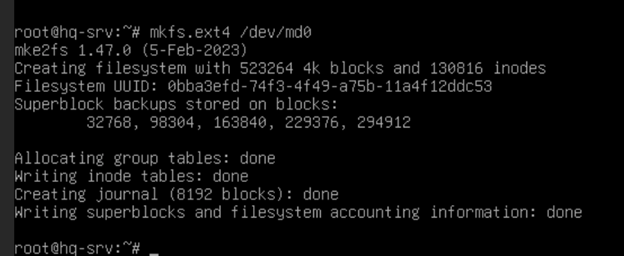 root@hq-srv:~# mkfs.ext4 /dev/md0
mke2fs 1.47.0 (5-Feb-2023)
Creating filesystem with 523264 4k blocks and 130816 inodes
Filesystem UUID: 0bba3efd-74f3-4f49-a75b-11a4f12ddc53
Superblock backups stored on blocks:
        32768, 98304, 163840, 229376, 294912

Allocating group tables: done
Writing inode tables: done
Creating journal (8192 blocks): done
Writing superblocks and filesystem accounting information: done

root@hq-srv:~# _